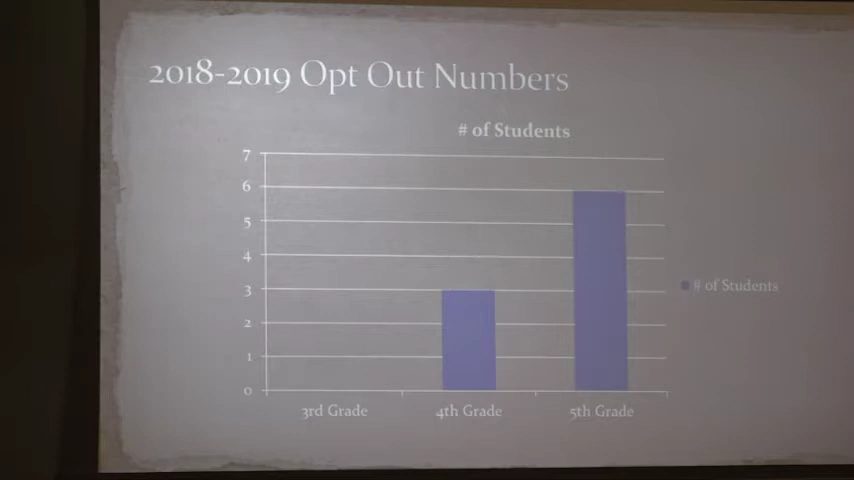 2018-2019 Opt Out Numbers
# of Students
7
6
5
4
3
2
1
0
# of Students
3rd Grade 4th Grade 5th Grade